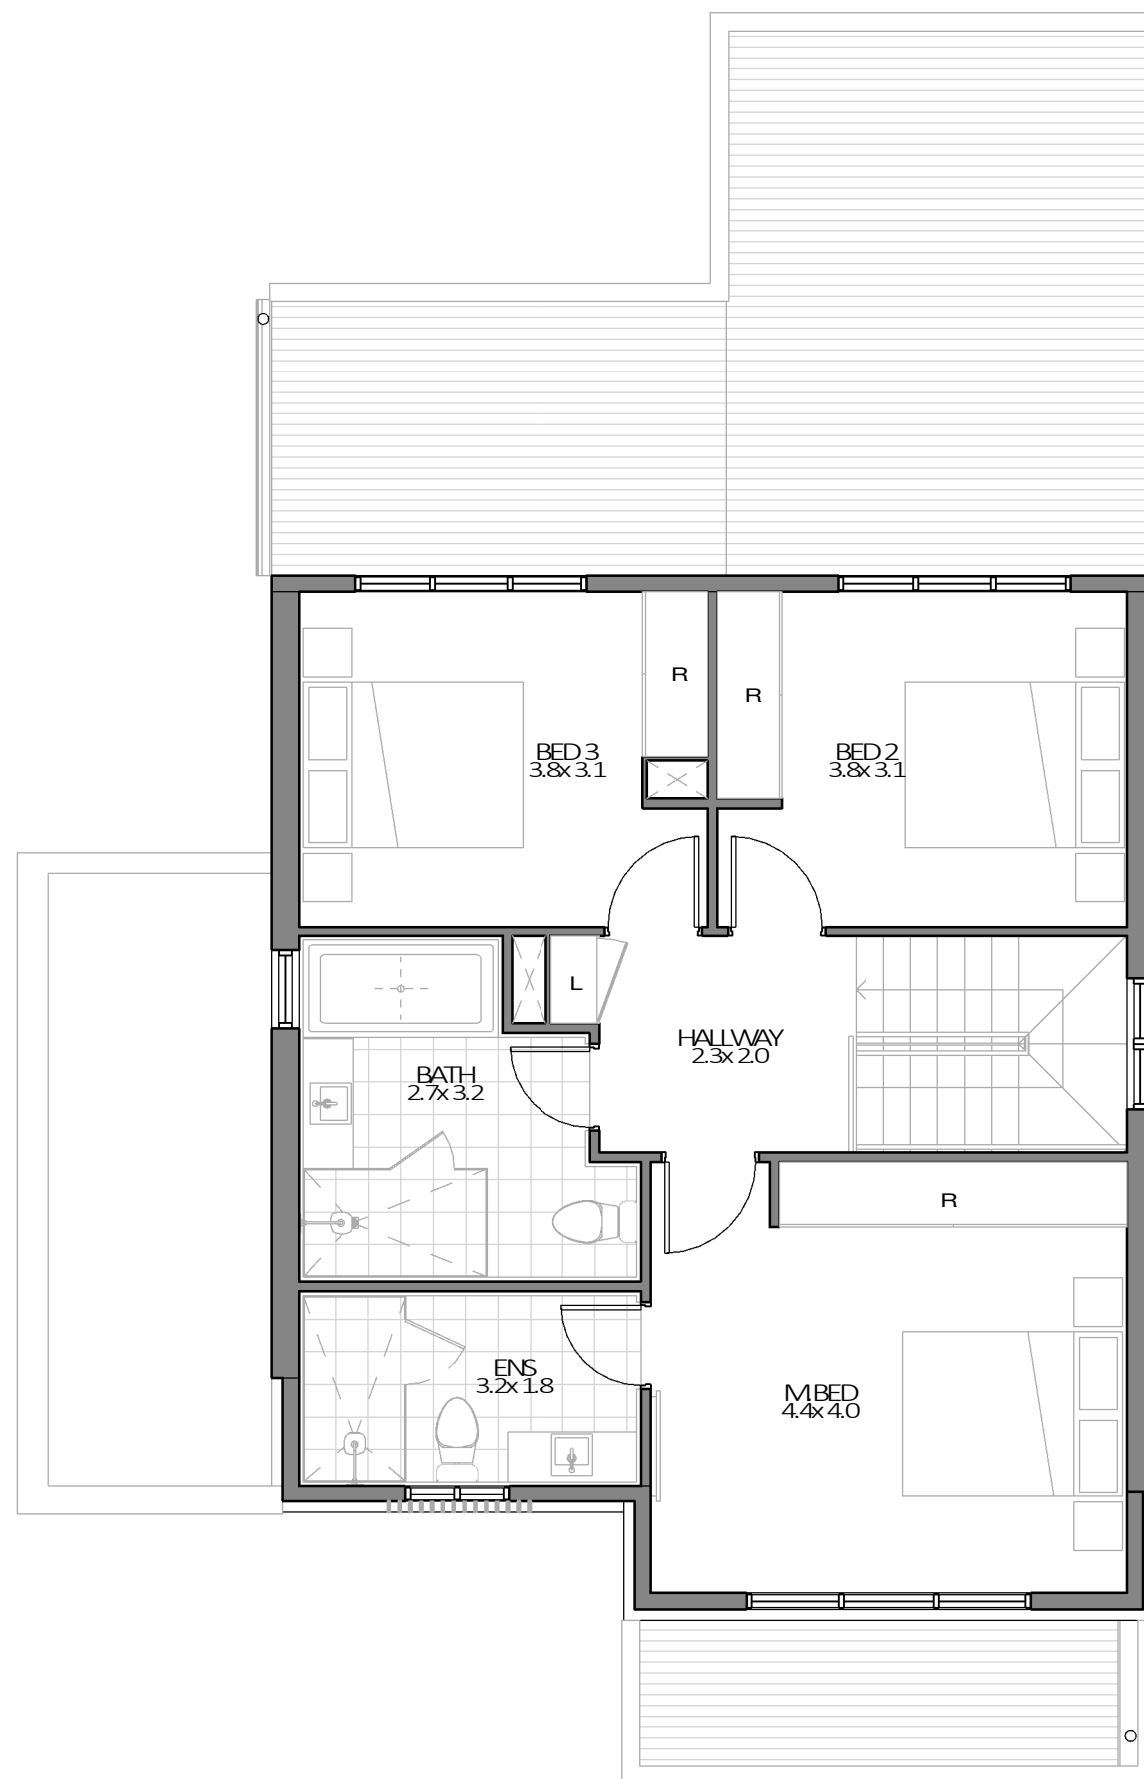 R
R
BED 3
3.8x 3.1
BED 2
3.8x 3.1
L
HALLWAY
2.3x 2.0
BATH
2.7x 3.2
R
ENS
3.2x 1.8
M.BED
4.4x 4.0